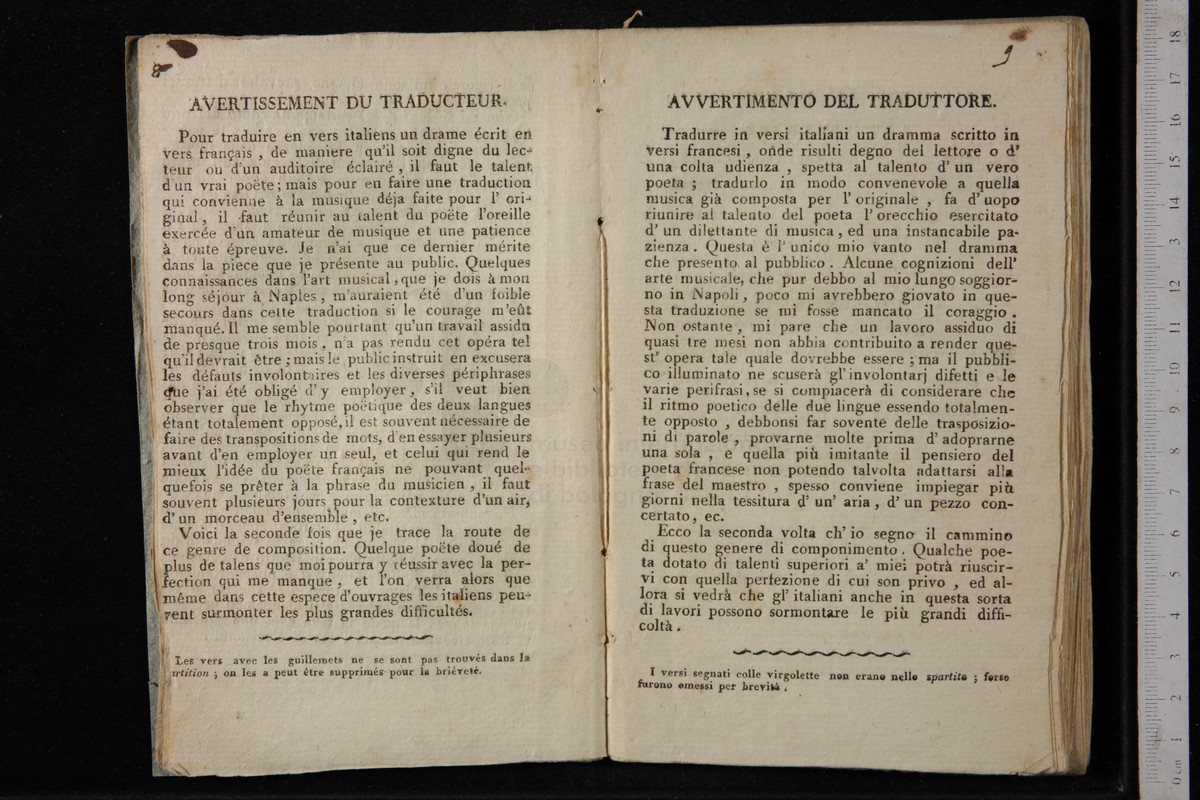 8
AVERTISSEMENT DU TRADUCTEUR.
Pour traduire en vers italiens un drame écrit en
vers français , de maniere qu'il soit digne du lec-
teur ou d'un auditoire éclairé , il faut le talent
d'un vrai poëte ; mais pour en faire une traduction
qui convienne à la musique déja faite pour l' ori-
ginal , il faut réunir au talent du poëte l'oreille
exercée d'un amateur de musique et une patience
à toute épreuve. Je n'ai que ce dernier mérite
dans la piece que je présente au public. Quelques
connaissances dans l'art musical , que je dois à mon
long séjour à Naples , m'auraient été d'un foible
secours dans cette traduction si le courage m'eût
manqué. Il me semble pourtant qu'un travail assidu
de presque trois mois , n'a pas rendu cet opéra tel
qu'il devrait être ; mais le public instruit en excusera
les défauts involontaires et les diverses périphrases
que j'ai été obligé d' y employer , s'il veut bien
observer que le rhytme poëtique des deux langues
étant totalement opposé, il est souvent nécessaire de
faire des transpositions de mots, d'en essayer plusieurs
avant d'en employer un seul, et celui qui rend le
mieux l'idée du poëte français ne pouvant quel-
quefois se prêter à la phrase du musicien , il faut
souvent plusieurs jours pour la contexture d'un air,
d' un morceau d'ensemble , etc.
Voici la seconde fois que je trace la route de
ce genre de composition. Quelque poëte doué de
plus de talens que moi pourra y réussir avec la per-
fection qui me manque , et l'on verra alors que
même dans cette espece d'ouvrages les italiens peu-
vent surmonter les plus grandes difficultés.
Les vers avec les guillemets ne se sont pas trouvés dans la
rtition ; on les a peut être supprimés pour la brièveté.
9
AVVERTIMENTO DEL TRADUTTORE.
Tradurre in versi italiani un dramma scritto in
versi francesi , onde risulti degno del lettore o d'
una colta udienza , spetta al talento d' un vero
poeta ; tradurlo in modo convenevole a quella
musica già composta per l' originale , fa d' uopo
riunire al talento del poeta l' orecchio esercitato
d' un dilettante di musica , ed una instancabile pa-
zienza . Questa è l' unico mio vanto nel dramma
che presento al pubblico . Alcune cognizioni dell'
arte musicale, che pur debbo al mio lungo soggior-
no in Napoli , poco mi avrebbero giovato in que-
sta traduzione se mi fosse mancato il coraggio .
Non ostante , mi pare che un lavoro assiduo di
quasi tre mesi non abbia contribuito a render que-
st' opera tale quale dovrebbe essere ; ma il pubbli-
co illuminato ne scuserà gl' involontarj difetti e le
varie perifrasi, se si compiacerà di considerare che
il ritmo poetico delle due lingue essendo totalmen-
te opposto , debbonsi far sovente delle trasposizio-
ni di parole , provarne molte prima d' adoprarne
una sola , e quella più imitante il pensiero del
poeta francese non potendo talvolta adattarsi alla
frase del maestro , spesso conviene impiegar più
giorni nella tessitura d' un' aria , d' un pezzo con-
certato, ec.
Ecco la seconda volta ch' io segno il cammino
di questo genere di componimento . Qualche poe-
ta dotato di talenti superiori a' miei potrà riuscir-
vi con quella perfezione di cui son privo , ed al-
lora si vedrà che gl' italiani anche in questa sorta
di lavori possono sormontare le più grandi diffi-
coltà .
I versi segnati colle virgolette non erano nello spartito ; forse
furono omessi per brevità .